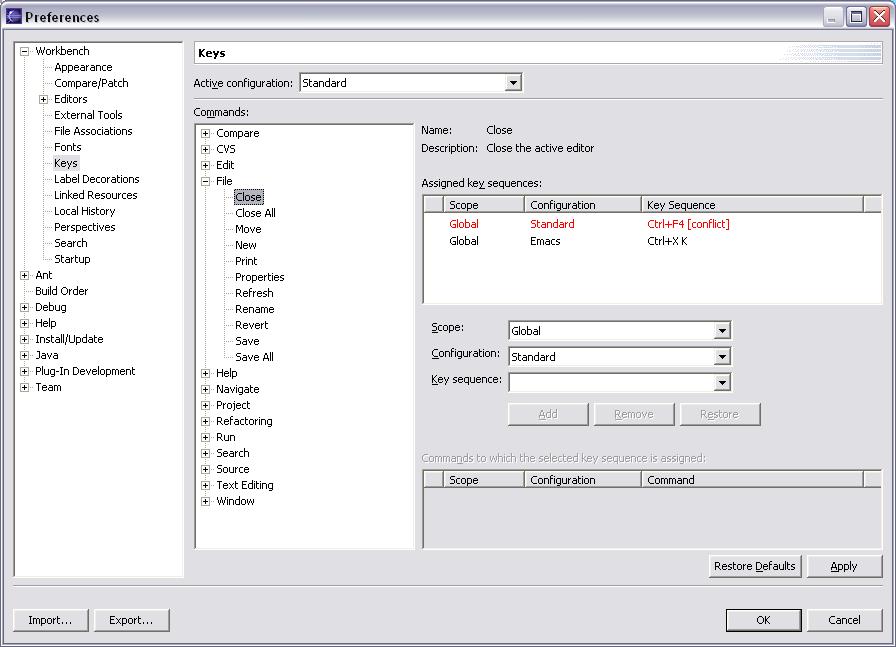 Preferences
Workbench
Appearance
Compare/Patch
Editors
External Tools
File Associations
Fonts
Keys
Label Decorations
Linked Resources
Local History
Perspectives
Search
Startup
Ant
Build Order
Debug
Help
Install/Update
Java
Plug-In Development
Team
Keys
Active configuration: Standard
Commands:
Compare
CVS
Edit
File
Close
Close All
Move
New
Print
Properties
Refresh
Rename
Revert
Save
Save All
Help
Navigate
Project
Refactoring
Run
Search
Source
Text Editing
Window
Name: Close
Description: Close the active editor
Assigned key sequences:
Scope Configuration Key Sequence
Global Standard Ctrl+F4 [conflict]
Global Emacs Ctrl+X K
Scope: Global
Configuration: Standard
Key sequence:
Add Remove Restore
Commands to which the selected key sequence is assigned:
Scope Configuration Command
Restore Defaults Apply
Import... Export... OK Cancel